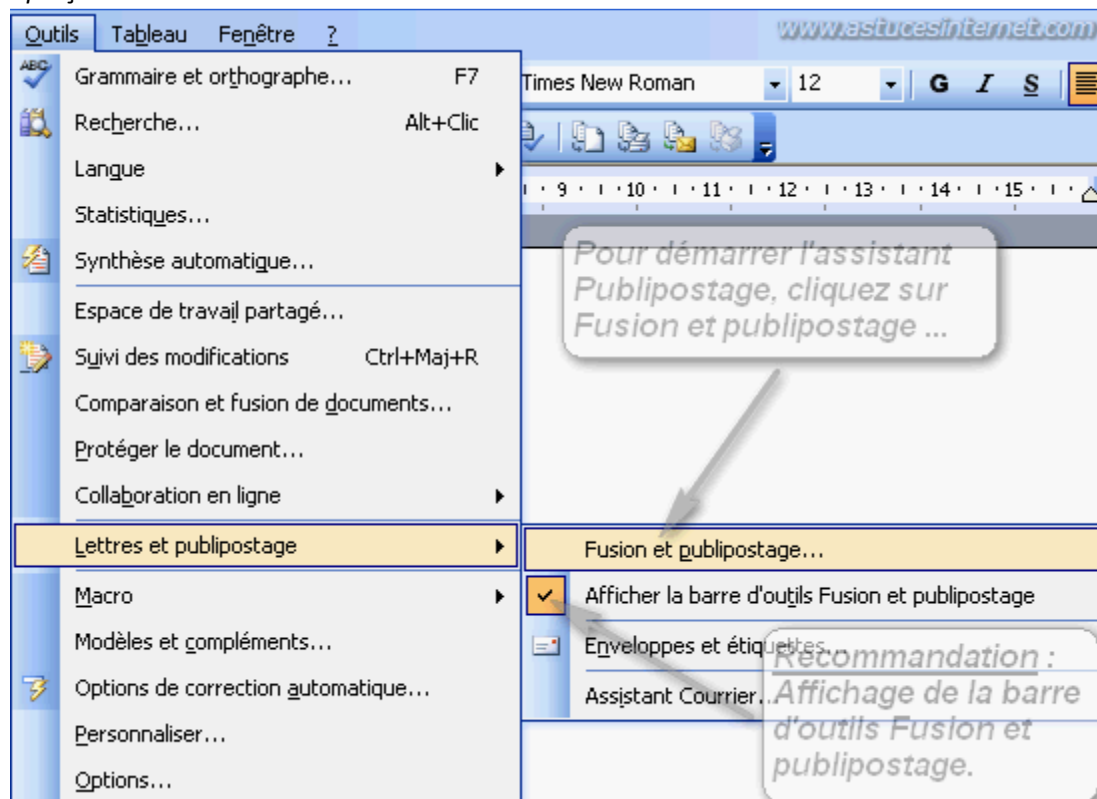 Outils Tableau Fenêtre ?
www.astucesinternet.com
ABC Grammaire et orthographe... F7
Times New Roman 12 G I S
Recherche... Alt+Clic
Langue
9 10 11 12 13 14 15
Statistiques...
Synthèse automatique...
Pour démarrer l'assistant
Publipostage, cliquez sur
Fusion et publipostage ...
Espace de travail partagé...
Suivi des modifications Ctrl+Maj+R
Comparaison et fusion de documents...
Protéger le document...
Collaboration en ligne
Lettres et publipostage
Fusion et publipostage...
Macro
Afficher la barre d'outils Fusion et publipostage
Modèles et compléments...
Enveloppes et étiquettes...
Options de correction automatique...
Assistant Courrier...
Personnaliser...
Options...
Recommandation :
Affichage de la barre
d'outils Fusion et
publipostage.